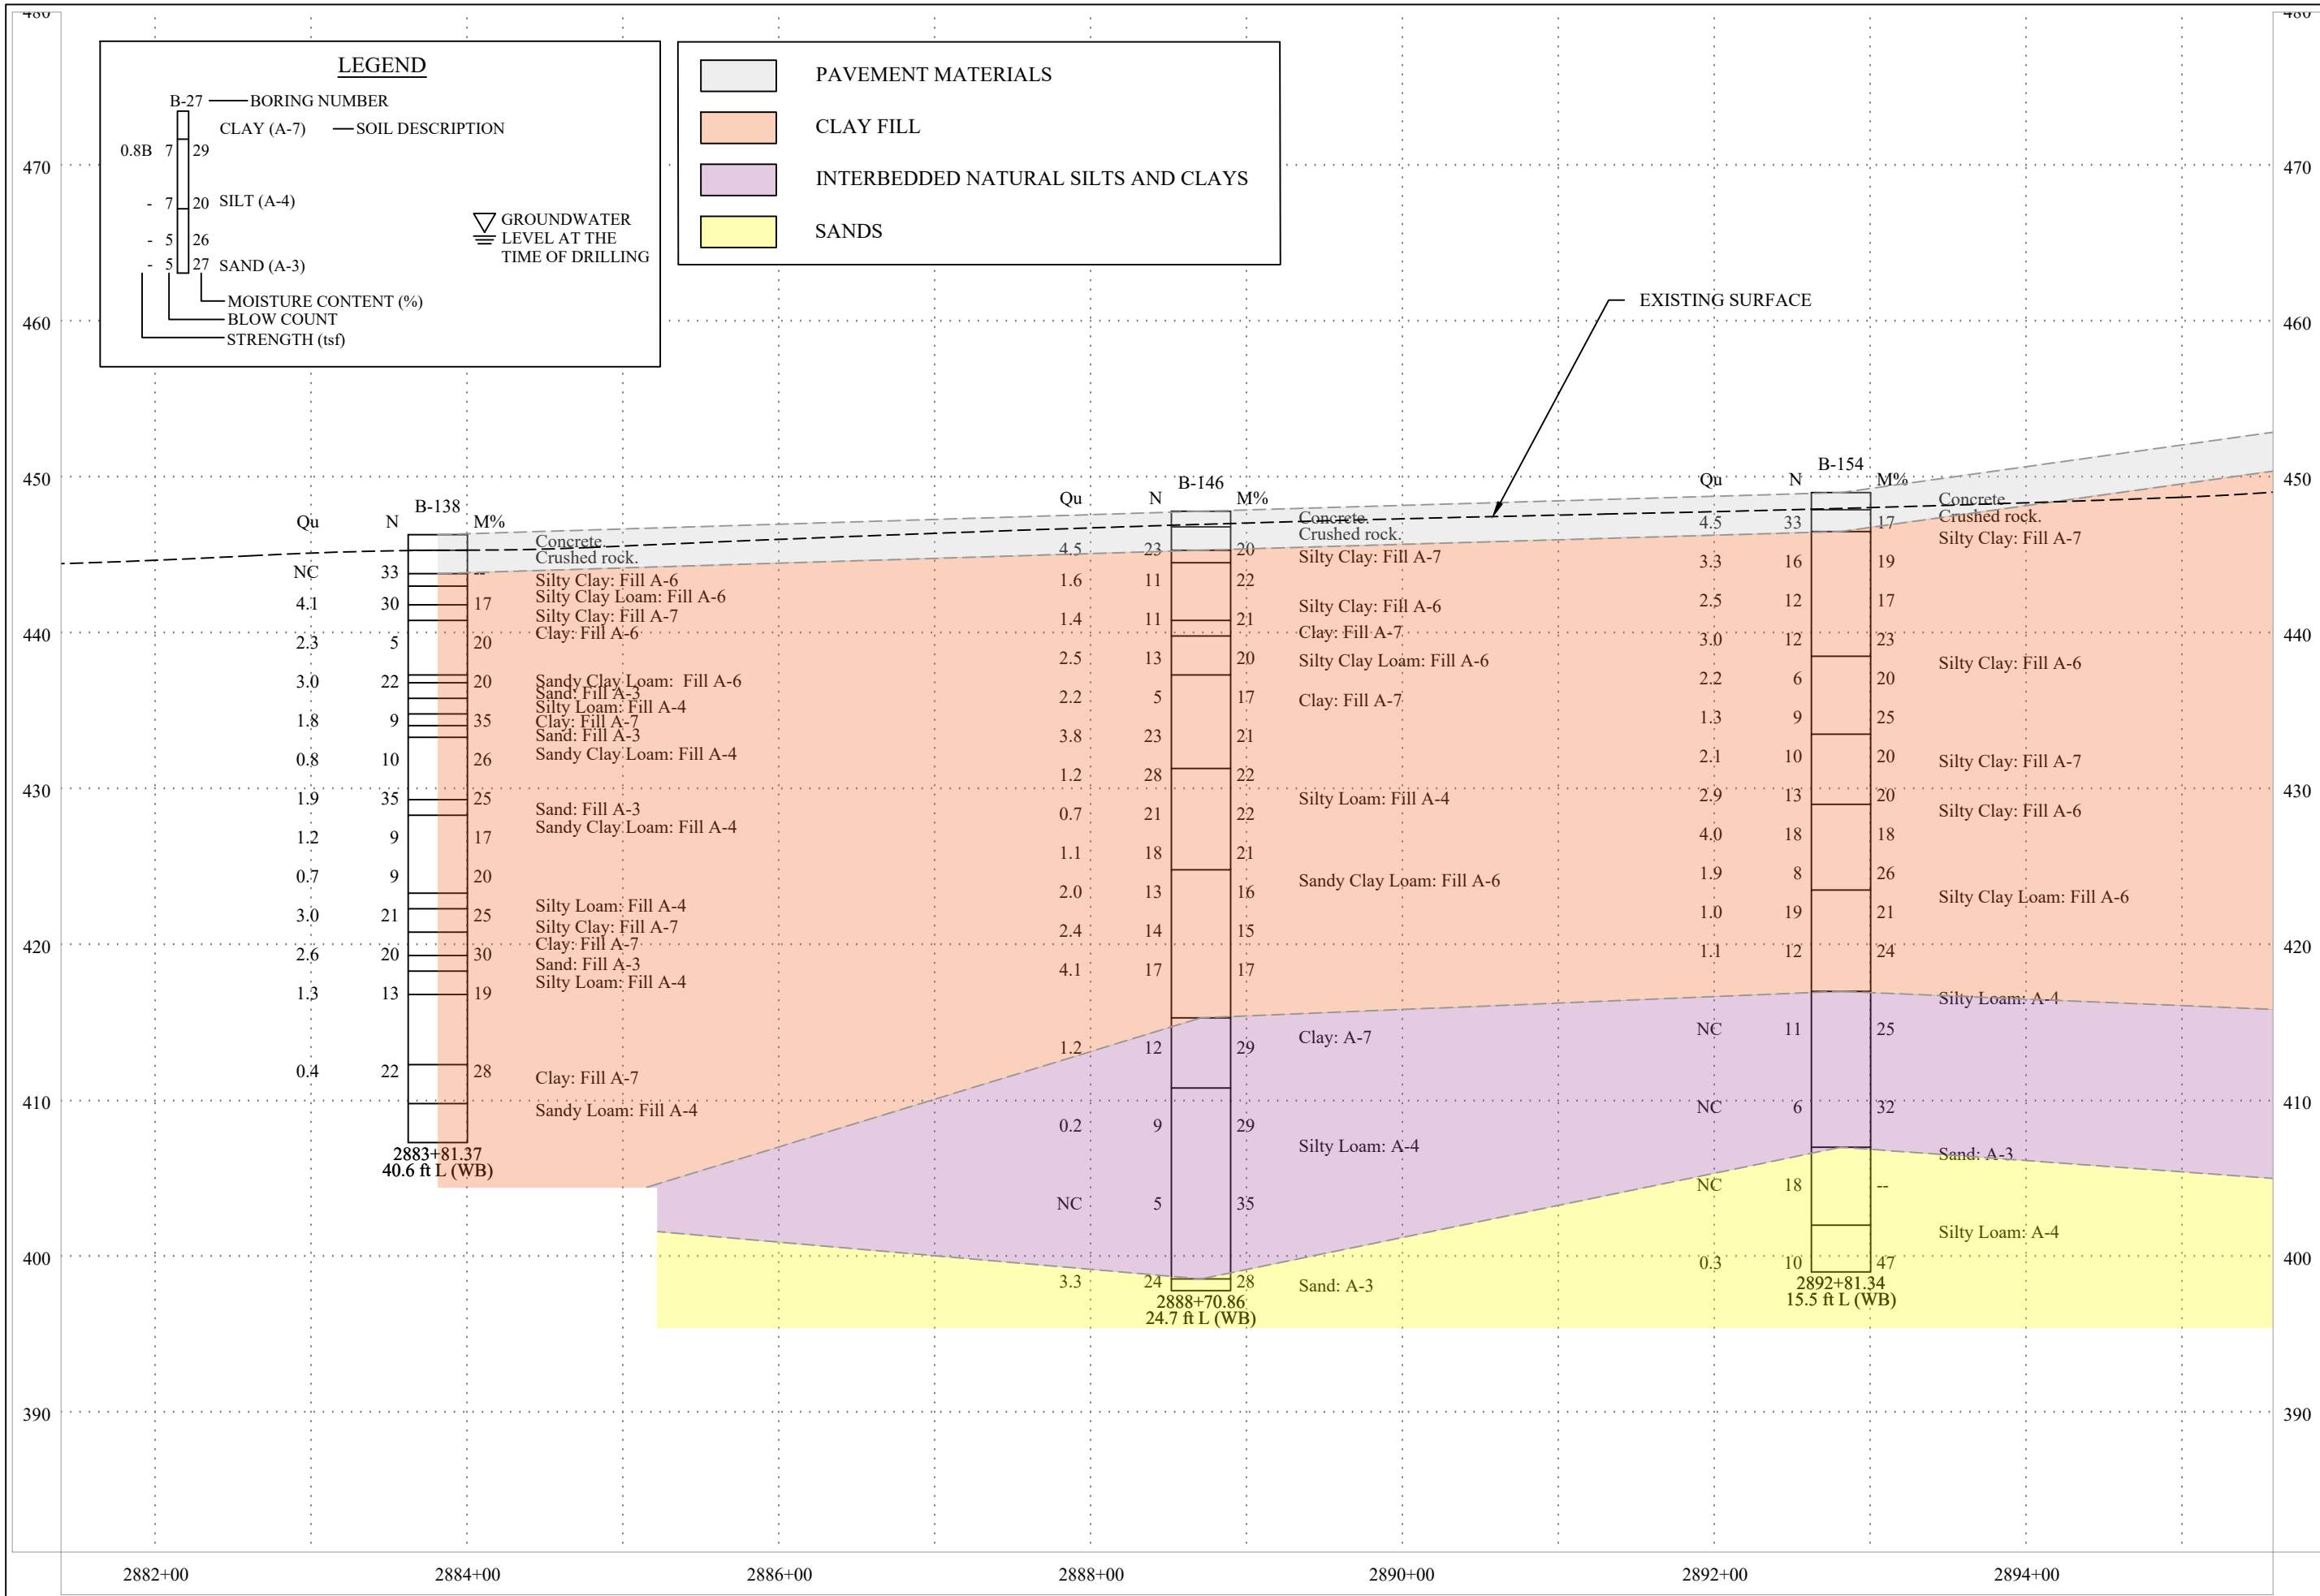 480
480
LEGEND
B-27
BORING NUMBER
CLAY (A-7)
SOIL DESCRIPTION
0.8B 7 29
- 7 20 SILT (A-4)
- 5 26
- 5 27 SAND (A-3)
MOISTURE CONTENT (%)
BLOW COUNT
STRENGTH (tsf)
GROUNDWATER
LEVEL AT THE
TIME OF DRILLING
PAVEMENT MATERIALS
CLAY FILL
INTERBEDDED NATURAL SILTS AND CLAYS
SANDS
470
470
460
460
EXISTING SURFACE
450
450
440
440
430
430
420
420
410
410
400
400
390
390
B-138
Qu N M%
Concrete
Crushed rock.
NC 33 --
Silty Clay: Fill A-6
Silty Clay Loam: Fill A-6
4.1 30 17
Silty Clay: Fill A-7
Clay: Fill A-6
2.3 5 20
3.0 22 20
Sandy Clay Loam: Fill A-6
Sand: Fill A-3
Silty Loam: Fill A-4
1.8 9 35
Clay: Fill A-7
Sand: Fill A-3
Sandy Clay Loam: Fill A-4
0.8 10 26
1.9 35 25
Sand: Fill A-3
Sandy Clay Loam: Fill A-4
1.2 9 17
0.7 9 20
Silty Loam: Fill A-4
3.0 21 25
Silty Clay: Fill A-7
Clay: Fill A-7
2.6 20 30
Sand: Fill A-3
Silty Loam: Fill A-4
1.3 13 19
0.4 22 28
Clay: Fill A-7
Sandy Loam: Fill A-4
2883+81.37
40.6 ft L (WB)
B-146
Qu N M%
Concrete
Crushed rock.
4.5 23 20
Silty Clay: Fill A-7
1.6 11 22
Silty Clay: Fill A-6
1.4 11 21
Clay: Fill A-7
2.5 13 20
Silty Clay Loam: Fill A-6
2.2 5 17
Clay: Fill A-7
3.8 23 21
1.2 28 22
Silty Loam: Fill A-4
0.7 21 22
1.1 18 21
Sandy Clay Loam: Fill A-6
2.0 13 16
2.4 14 15
4.1 17 17
Clay: A-7
1.2 12 29
0.2 9 29
Silty Loam: A-4
NC 5 35
3.3 24 28
Sand: A-3
2888+70.86
24.7 ft L (WB)
B-154
Qu N M%
Concrete
Crushed rock.
4.5 33 17
Silty Clay: Fill A-7
3.3 16 19
2.5 12 17
3.0 12 23
Silty Clay: Fill A-6
2.2 6 20
1.3 9 25
2.1 10 20
Silty Clay: Fill A-7
2.9 13 20
Silty Clay: Fill A-6
4.0 18 18
1.9 8 26
Silty Clay Loam: Fill A-6
1.0 19 21
1.1 12 24
Silty Loam: A-4
NC 11 25
NC 6 32
Sand: A-3
NC 18 --
Silty Loam: A-4
0.3 10 47
2892+81.34
15.5 ft L (WB)
2882+00
2884+00
2886+00
2888+00
2890+00
2892+00
2894+00